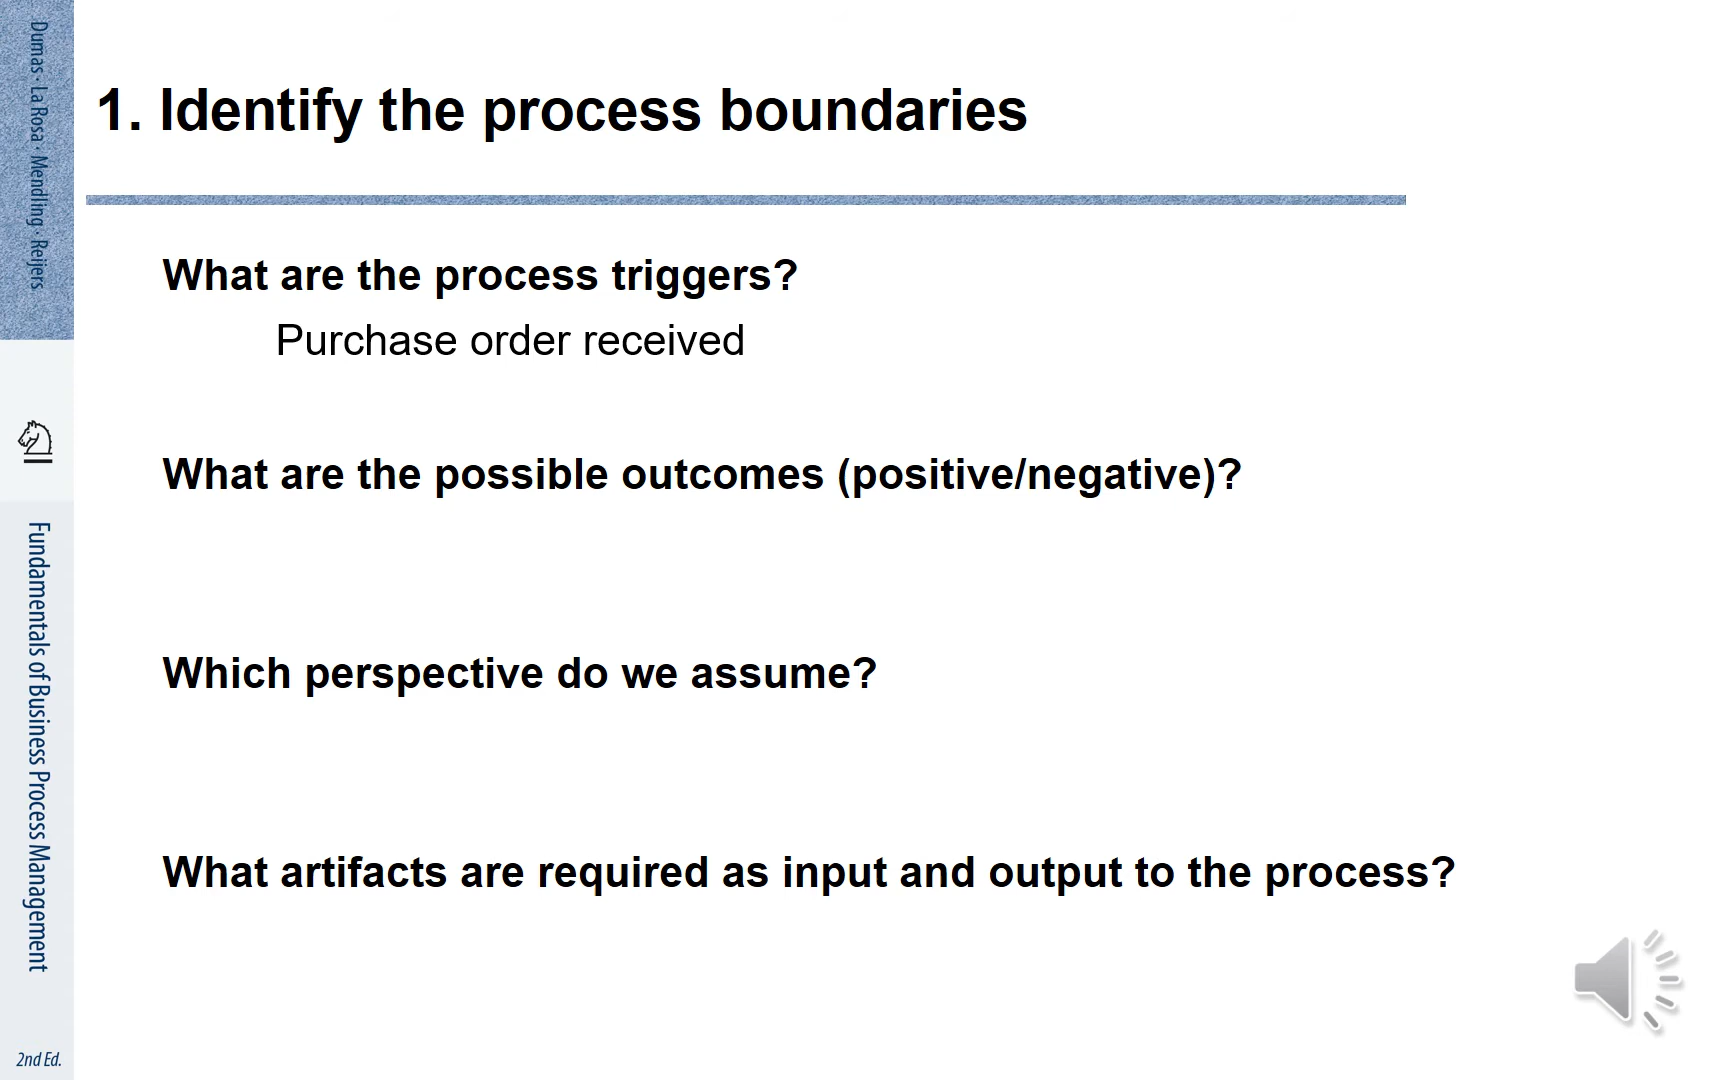 Dumas · La Rosa · Mendling · Reijers
Fundamentals of Business Process Management
2nd Ed.
1. Identify the process boundaries
What are the process triggers?
Purchase order received
What are the possible outcomes (positive/negative)?
Which perspective do we assume?
What artifacts are required as input and output to the process?